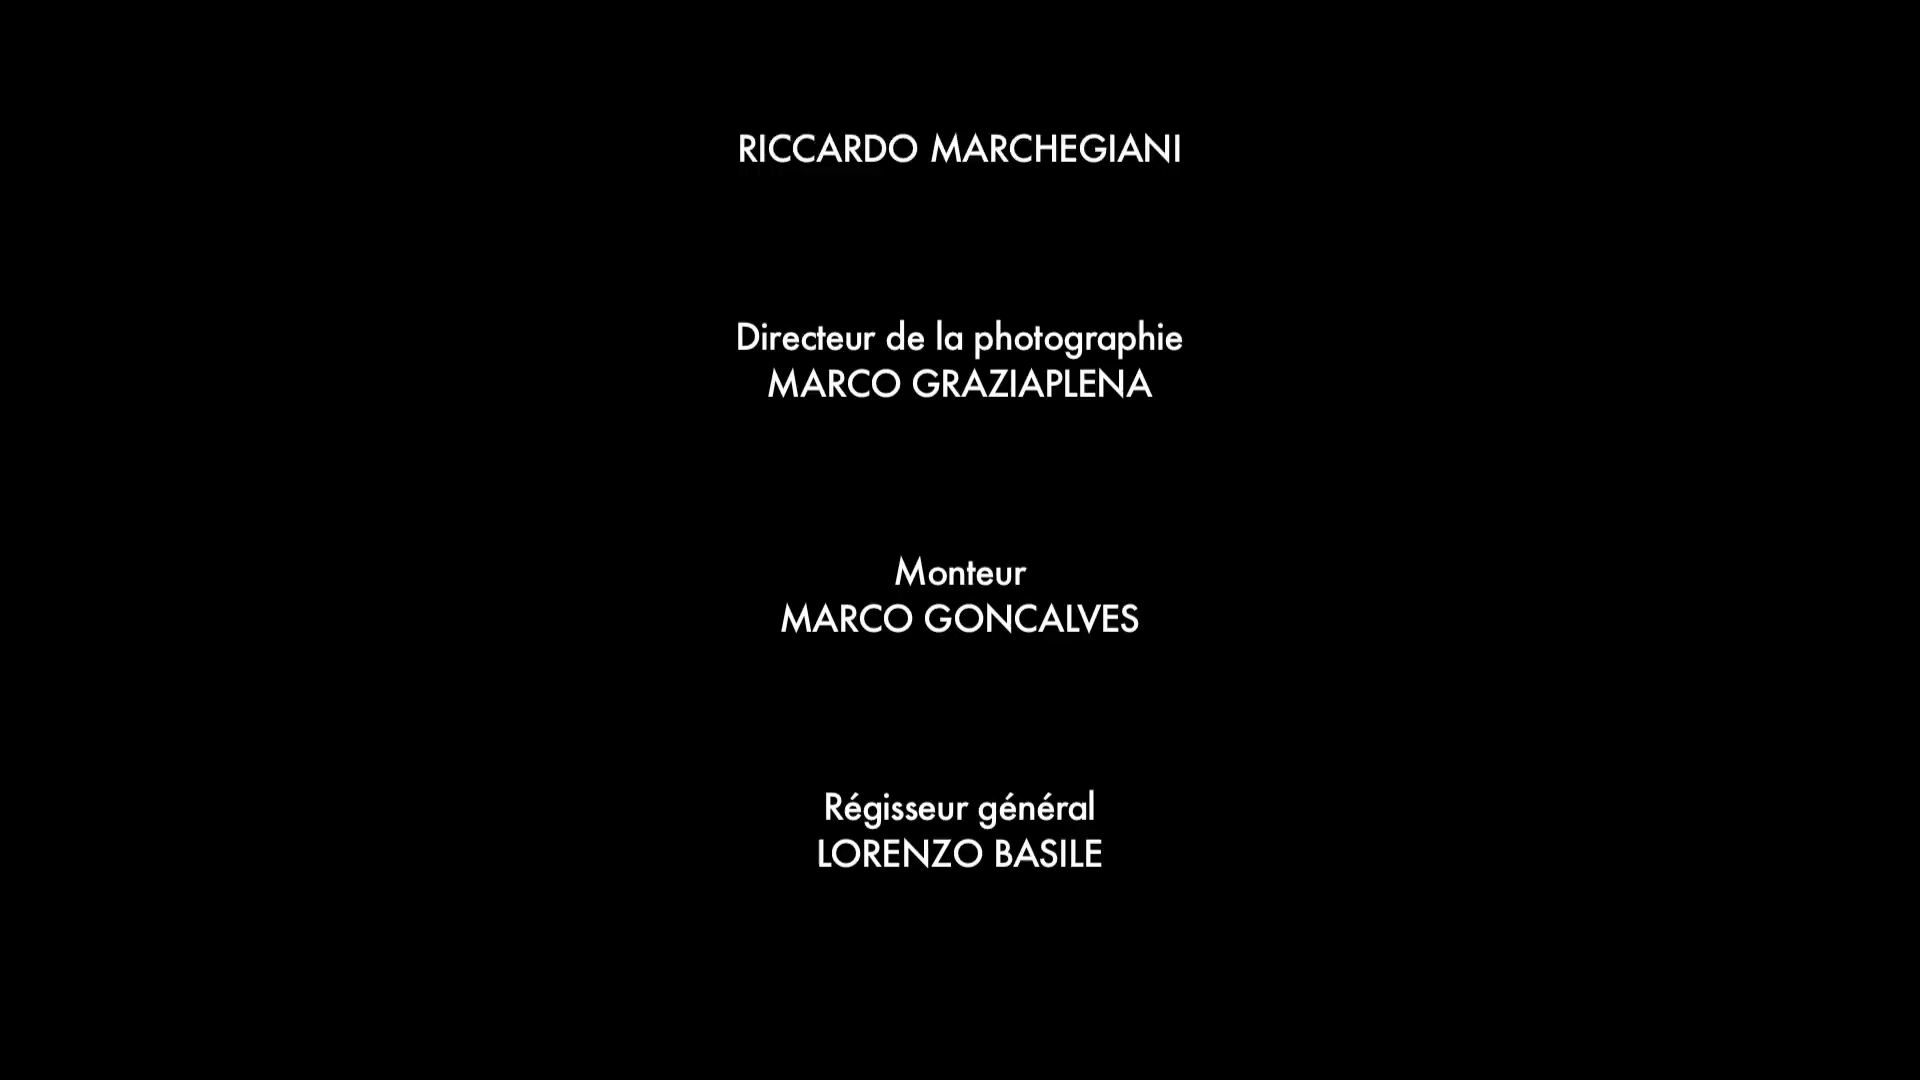 RICCARDO MARCHEGIANI
Directeur de la photographie
MARCO GRAZIAPLENA
Monteur
MARCO GONCALVES
Régisseur général
LORENZO BASILE